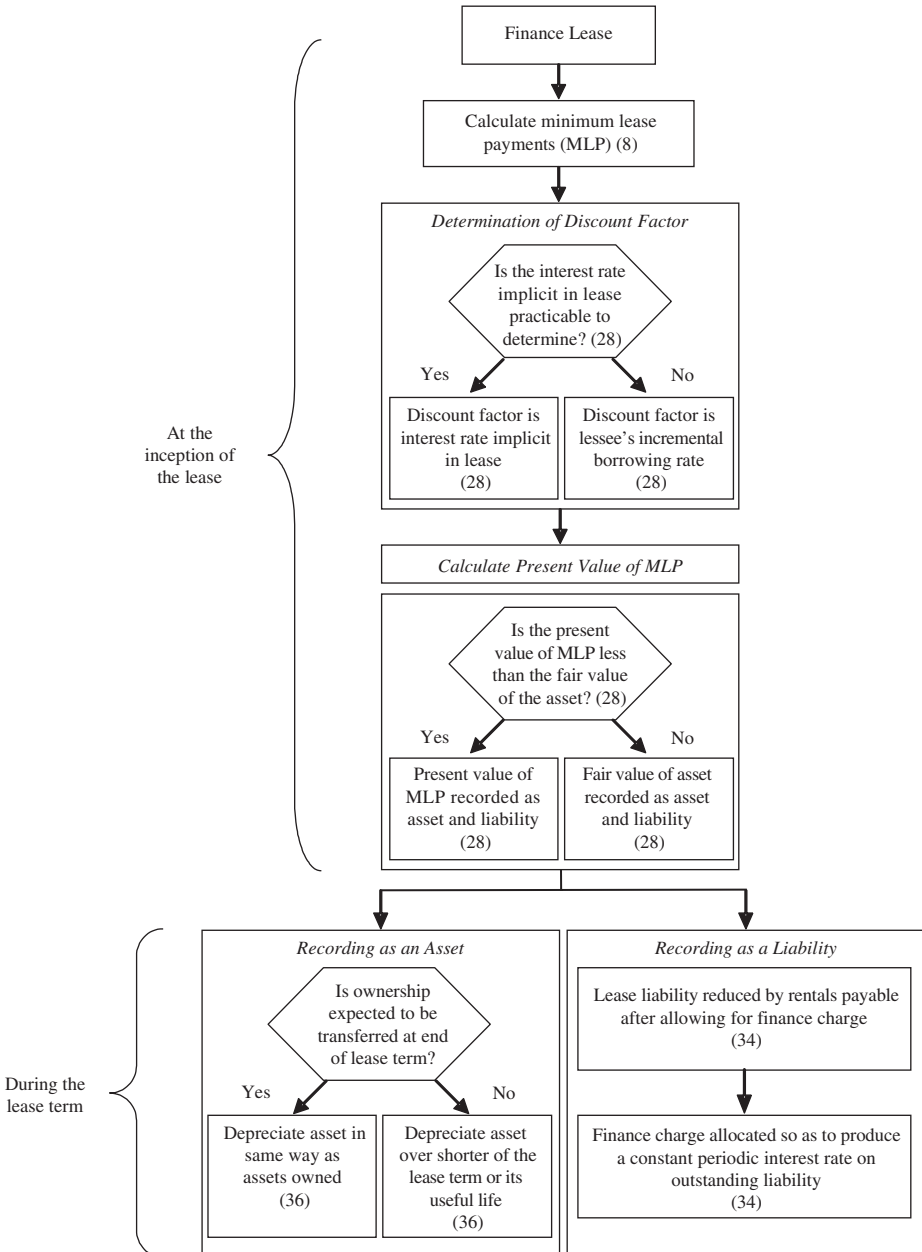 Finance Lease
Calculate minimum lease
payments (MLP) (8)
Determination of Discount Factor
Is the interest rate
implicit in lease
practicable to
determine? (28)
Yes
No
Discount factor is
interest rate implicit
in lease
(28)
Discount factor is
lessee's incremental
borrowing rate
(28)
At the
inception of
the lease
Calculate Present Value of MLP
Is the present
value of MLP less
than the fair value
of the asset? (28)
Yes
No
Present value of
MLP recorded as
asset and liability
(28)
Fair value of asset
recorded as asset
and liability
(28)
During the
lease term
Recording as an Asset
Is ownership
expected to be
transferred at end
of lease term?
Yes
No
Depreciate asset in
same way as
assets owned
(36)
Depreciate asset
over shorter of the
lease term or its
useful life
(36)
Recording as a Liability
Lease liability reduced by rentals payable
after allowing for finance charge
(34)
Finance charge allocated so as to produce
a constant periodic interest rate on
outstanding liability
(34)